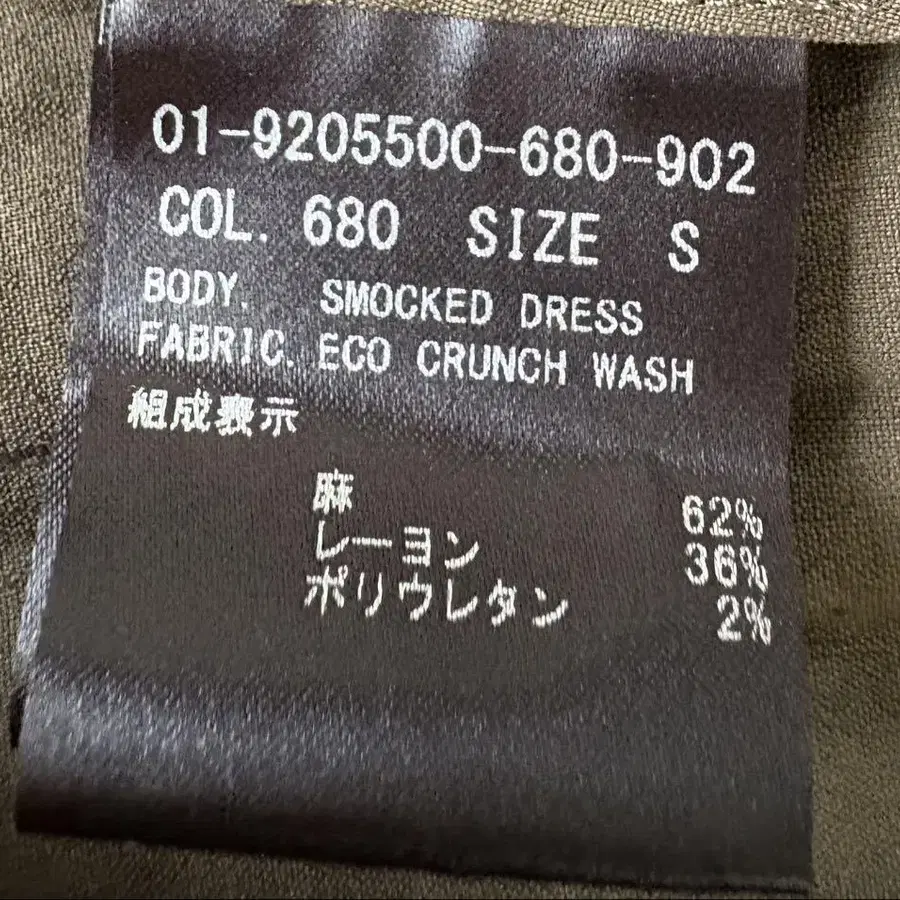 01-9205500-680-902
COL. 680 SIZE S
BODY. SMOCKED DRESS
FABRIC. ECO CRUNCH WASH
組成表示
麻 62%
レーヨン 36%
ポリウレタン 2%